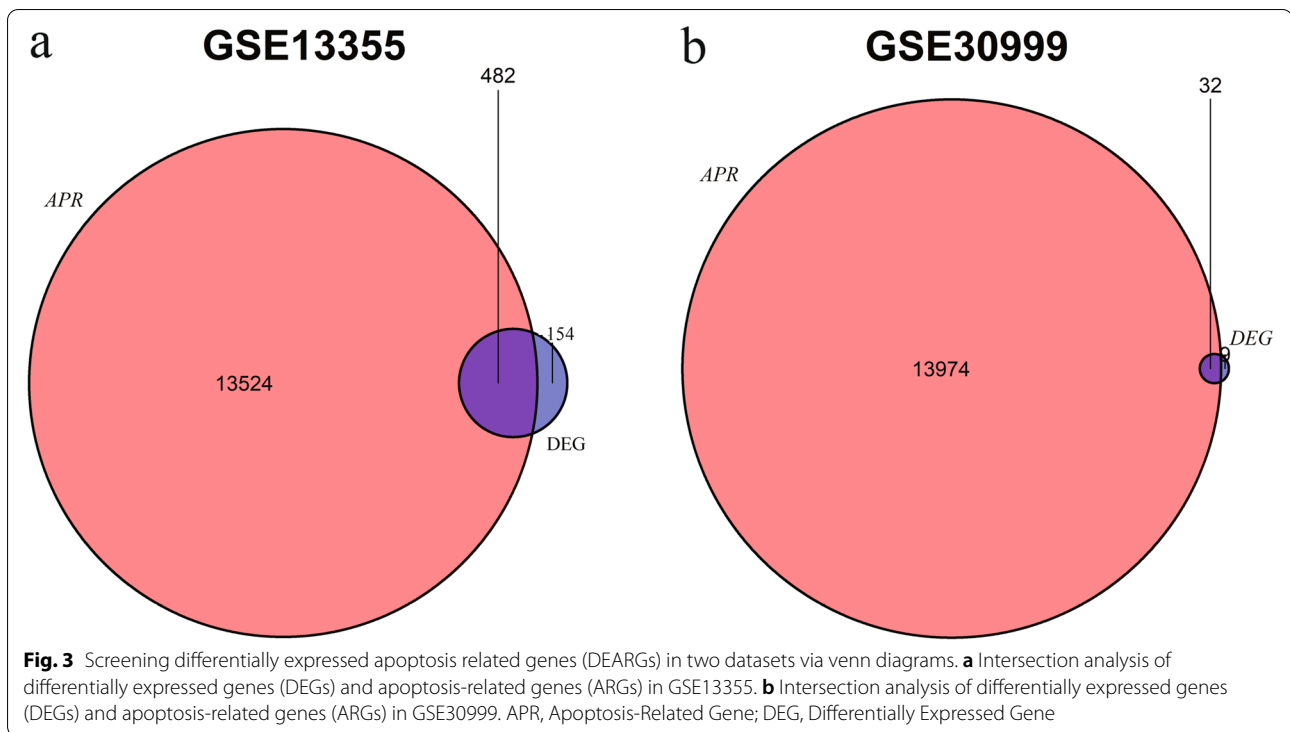 a
GSE13355
482
APR
13524
154
DEG
b
GSE30999
32
APR
13974
9
DEG
Fig. 3 Screening differentially expressed apoptosis related genes (DEARGs) in two datasets via venn diagrams. a Intersection analysis of
differentially expressed genes (DEGs) and apoptosis-related genes (ARGs) in GSE13355. b Intersection analysis of differentially expressed genes
(DEGs) and apoptosis-related genes (ARGs) in GSE30999. APR, Apoptosis-Related Gene; DEG, Differentially Expressed Gene